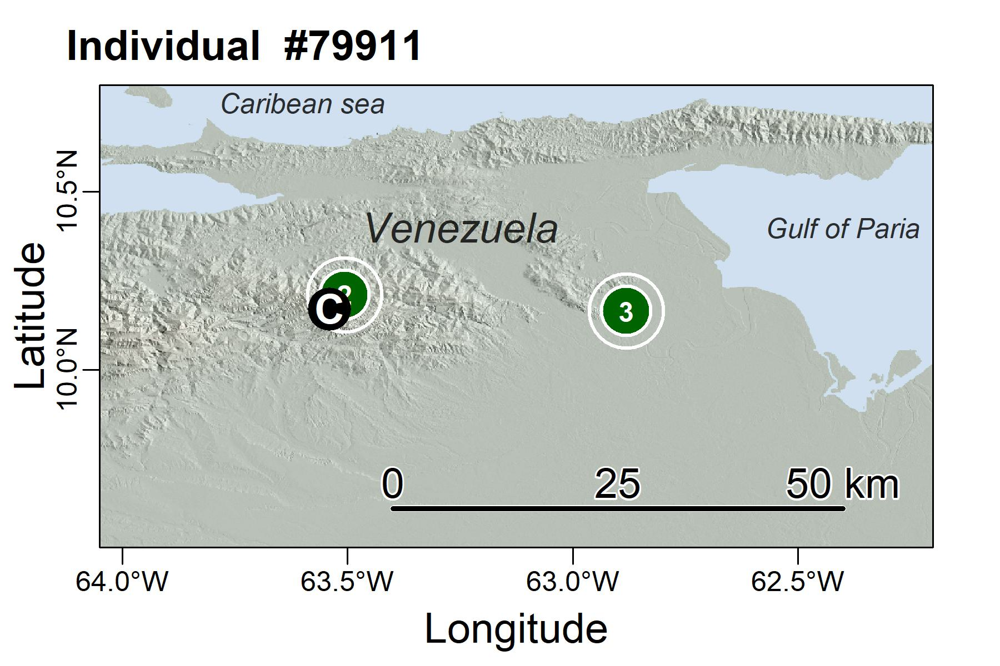 Individual #79911
Caribean sea
10.5°N
Venezuela
Gulf of Paria
2
C
3
Latitude
10.0°N
0 25 50 km
64.0°W 63.5°W 63.0°W 62.5°W
Longitude